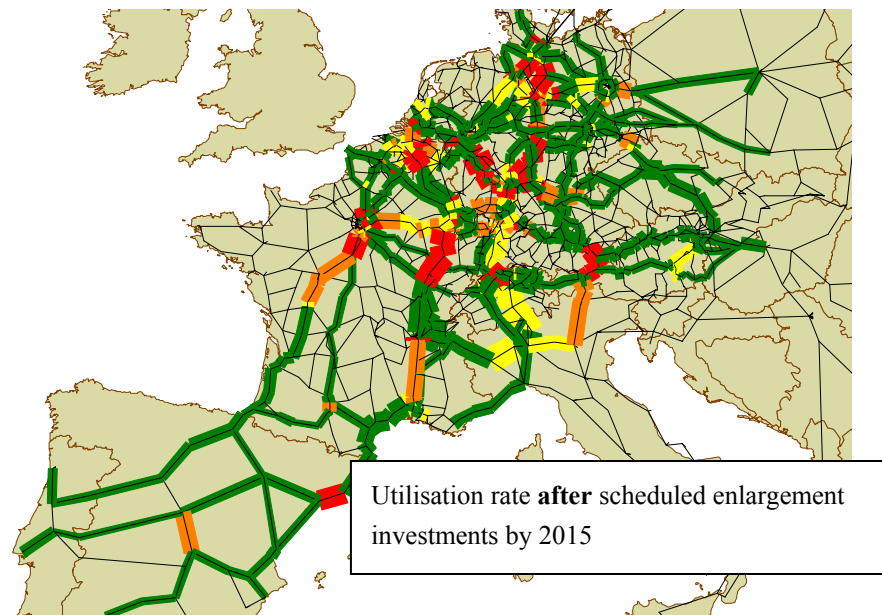 Utilisation rate after scheduled enlargement
investments by 2015